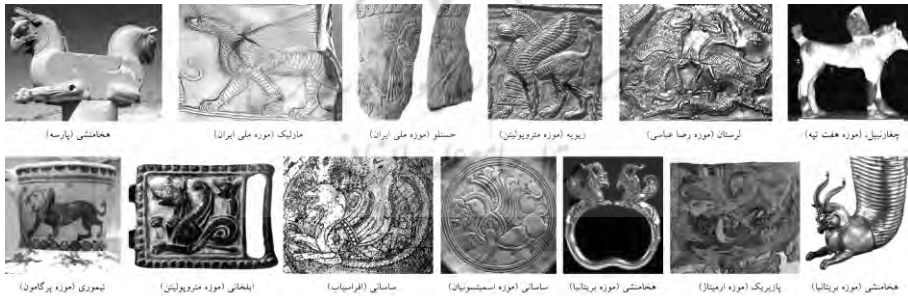 چغازنبیل، (موزه هفت تپه)
لرستان (موزه رضا عباسی)
زیویه (موزه متروپولیتن)
حسنلو (موزه ملی ایران)
مارلیک (موزه ملی ایران)
هخامنشی (پارسه)
هخامنشی (موزه بریتانیا)
پازیریک (موزه ارمیتاژ)
هخامنشی (موزه بریتانیا)
ساسانی (موزه اسمیتسونیان)
ساسانی (افراسیاب)
ایلخانی (موزه متروپولیتن)
تیموری (موزه پرگامون)